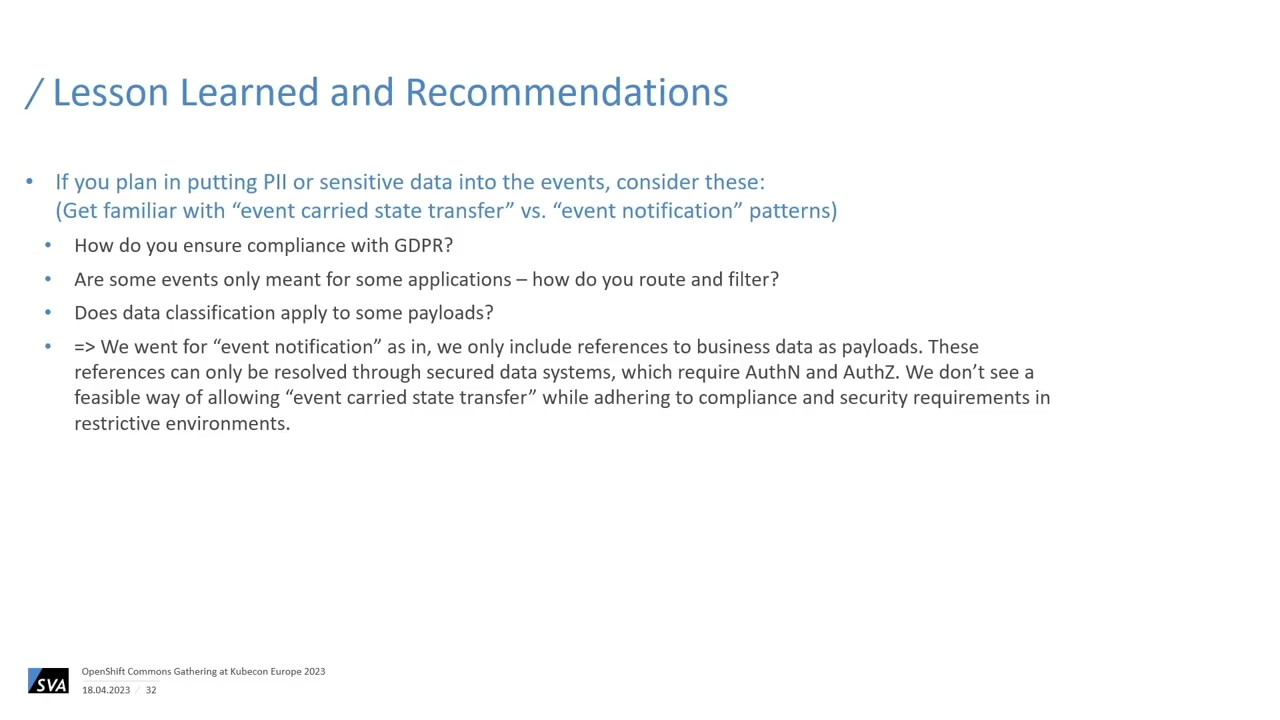 / Lesson Learned and Recommendations
• If you plan in putting PII or sensitive data into the events, consider these:
(Get familiar with “event carried state transfer” vs. “event notification” patterns)
• How do you ensure compliance with GDPR?
• Are some events only meant for some applications – how do you route and filter?
• Does data classification apply to some payloads?
• => We went for “event notification” as in, we only include references to business data as payloads. These
references can only be resolved through secured data systems, which require AuthN and AuthZ. We don’t see a
feasible way of allowing “event carried state transfer” while adhering to compliance and security requirements in
restrictive environments.
SVA
OpenShift Commons Gathering at Kubecon Europe 2023
18.04.2023 / 32